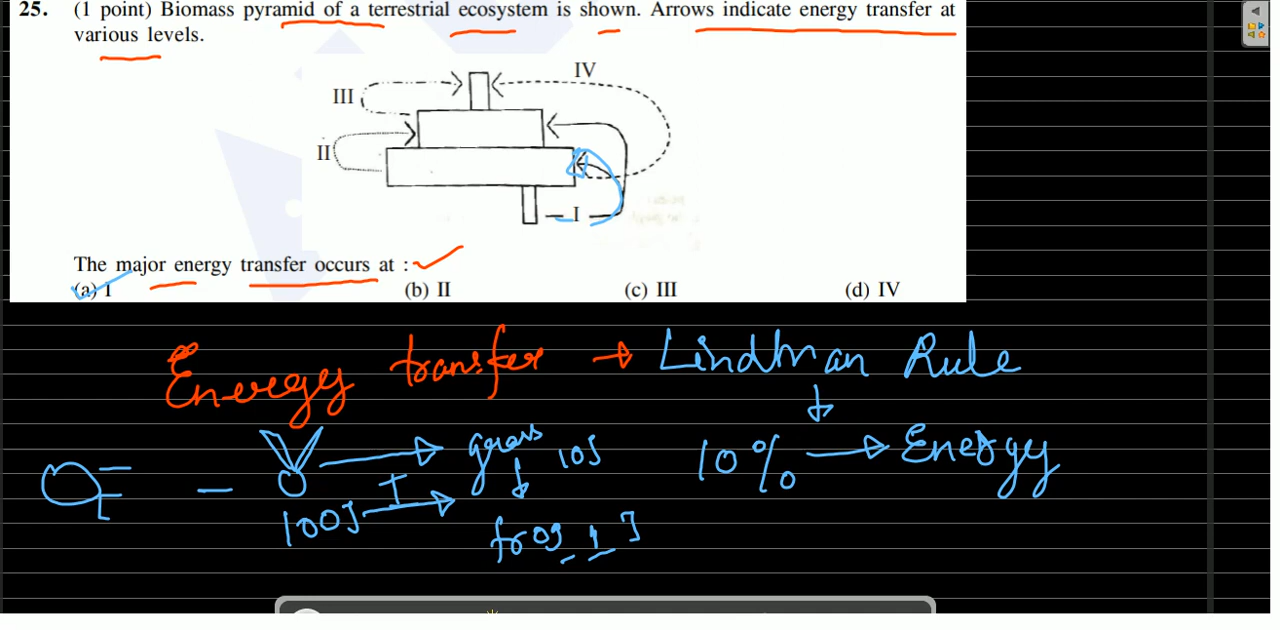 25. (1 point) Biomass pyramid of a terrestrial ecosystem is shown. Arrows indicate energy transfer at
various levels.
IV
III
II
I
The major energy transfer occurs at :
(a) I (b) II (c) III (d) IV
Energy transfer → Lindman Rule
10% → Energy
100J I → 10J
frog 1J